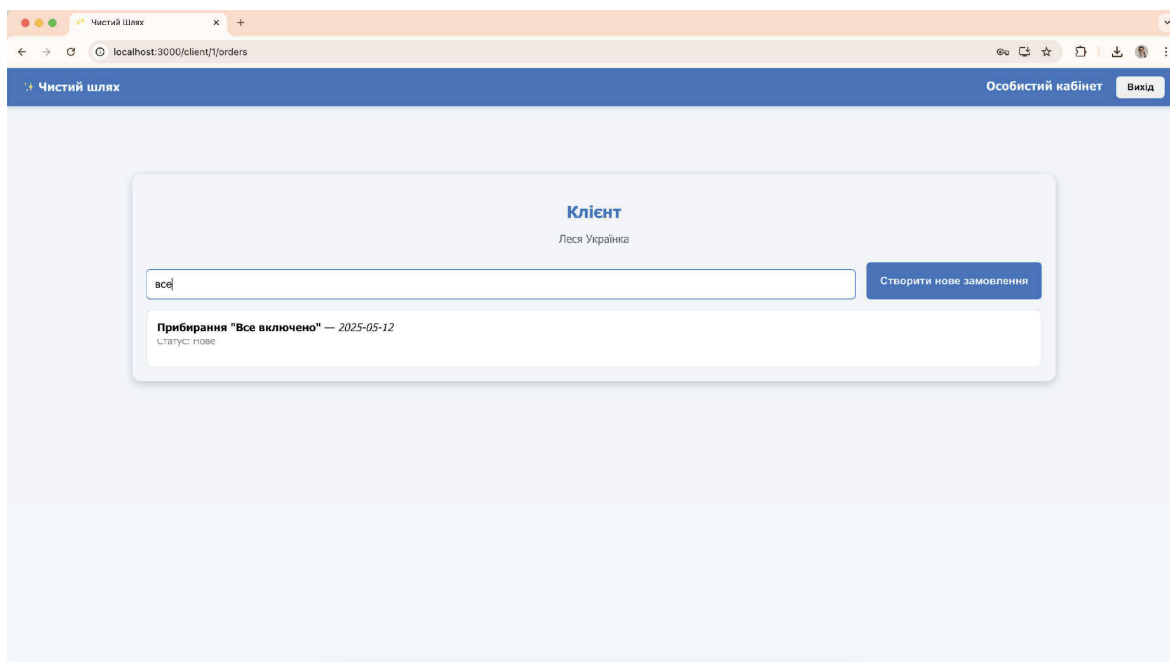 Чистий Шлях
localhost:3000/client/1/orders
Чистий шлях
Особистий кабінет
Вихід
Клієнт
Леся Українка
все
Створити нове замовлення
Прибирання "Все включено" — 2025-05-12
Статус: Нове